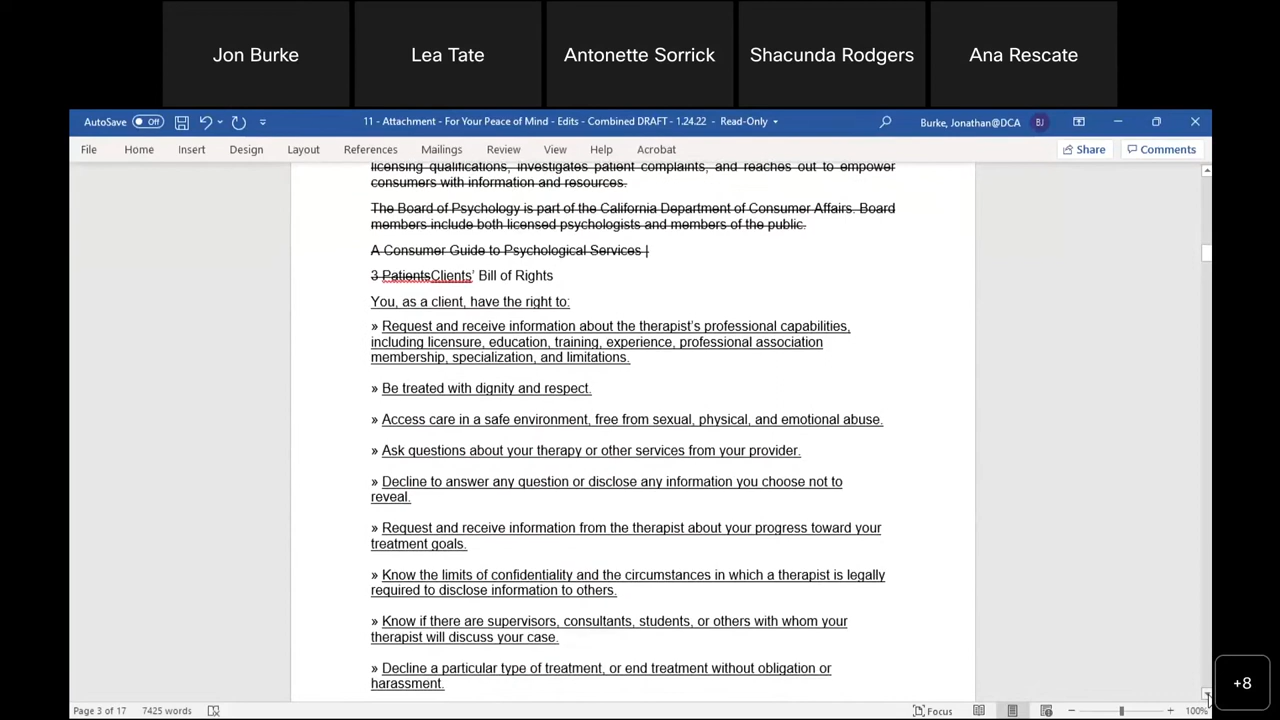 Jon Burke
Lea Tate
Antonette Sorrick
Shacunda Rodgers
Ana Rescate
AutoSave Off
11 - Attachment - For Your Peace of Mind - Edits - Combined DRAFT - 1.24.22 - Read-Only
Burke, Jonathan@DCA BJ
File Home Insert Design Layout References Mailings Review View Help Acrobat Share Comments
licensing qualifications, investigates patient complaints, and reaches out to empower
consumers with information and resources.
The Board of Psychology is part of the California Department of Consumer Affairs. Board
members include both licensed psychologists and members of the public.
A Consumer Guide to Psychological Services |
3 PatientsClients' Bill of Rights
You, as a client, have the right to:
» Request and receive information about the therapist's professional capabilities,
including licensure, education, training, experience, professional association
membership, specialization, and limitations.
» Be treated with dignity and respect.
» Access care in a safe environment, free from sexual, physical, and emotional abuse.
» Ask questions about your therapy or other services from your provider.
» Decline to answer any question or disclose any information you choose not to
reveal.
» Request and receive information from the therapist about your progress toward your
treatment goals.
» Know the limits of confidentiality and the circumstances in which a therapist is legally
required to disclose information to others.
» Know if there are supervisors, consultants, students, or others with whom your
therapist will discuss your case.
» Decline a particular type of treatment, or end treatment without obligation or
harassment.
+8
Page 3 of 17 7425 words Focus 100%